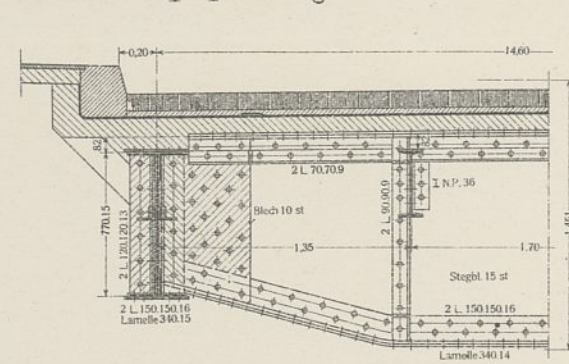 0,20
14,60
82
2 L 70.70.9
82
I N.P. 36
770.15
2 L 120.120.13
Blech 10 st
2 L 90.90.9
1,35
1.70
Stegbl. 15 st
2 L 150.150.16
2 L 150.150.16
Lamelle 340.15
Lamelle 340.14